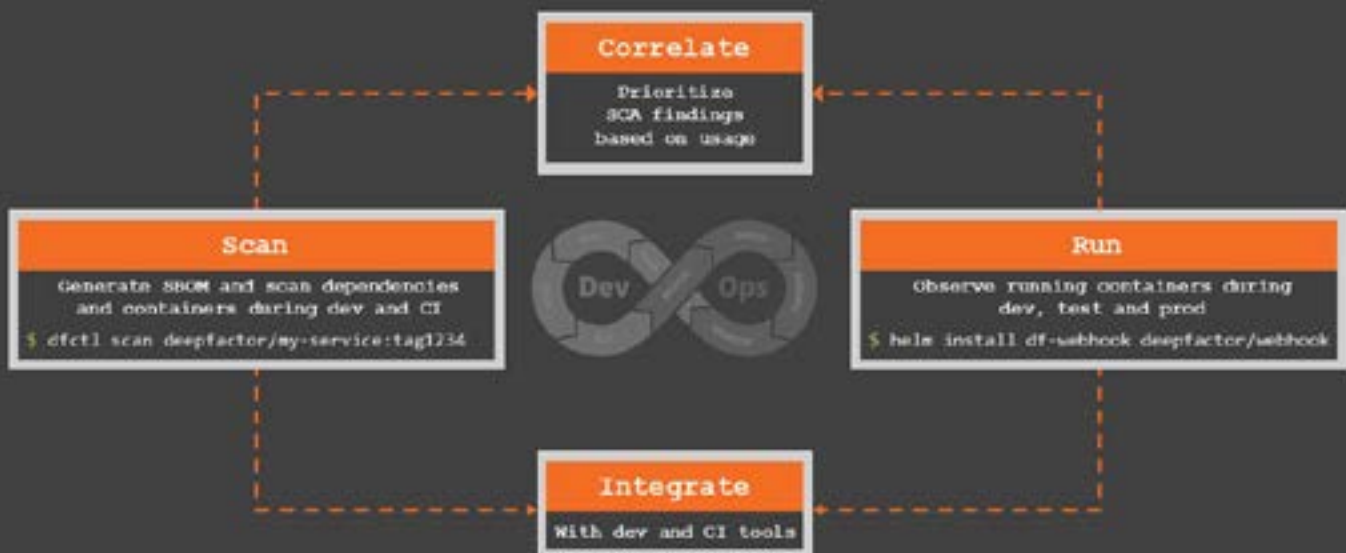 Correlate
Prioritize
SCA findings
based on usage
Scan
Generate SBOM and scan dependencies
and containers during dev and CI
$ dfctl scan deepfactor/my-service:tag1234
Dev
Ops
Run
Observe running containers during
dev, test and prod
$ helm install df-webhook deepfactor/webhook
Integrate
With dev and CI tools